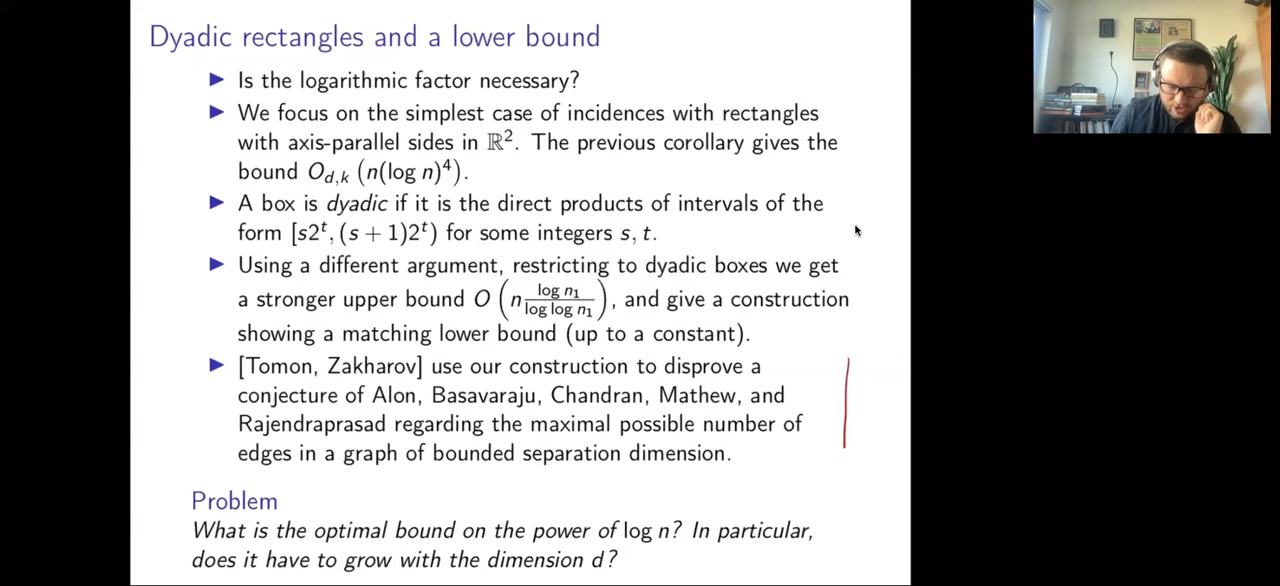 Dyadic rectangles and a lower bound
▶ Is the logarithmic factor necessary?
▶ We focus on the simplest case of incidences with rectangles
with axis-parallel sides in ℝ². The previous corollary gives the
bound O_{d,k} (n(log n)⁴).
▶ A box is dyadic if it is the direct products of intervals of the
form [s2ᵗ, (s + 1)2ᵗ) for some integers s, t.
▶ Using a different argument, restricting to dyadic boxes we get
a stronger upper bound O (n \frac{log n₁}{log log n₁}), and give a construction
showing a matching lower bound (up to a constant).
▶ [Tomon, Zakharov] use our construction to disprove a
conjecture of Alon, Basavaraju, Chandran, Mathew, and
Rajendraprasad regarding the maximal possible number of
edges in a graph of bounded separation dimension.
Problem
What is the optimal bound on the power of log n? In particular,
does it have to grow with the dimension d?